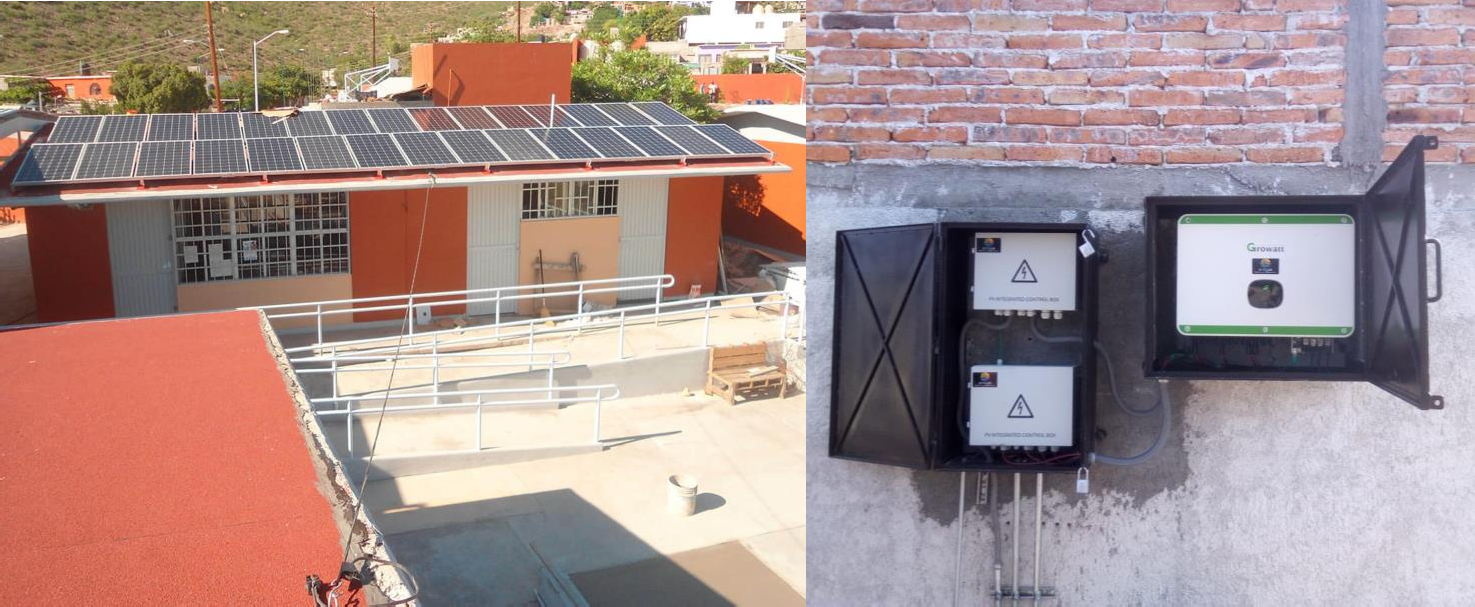 PV INTEGRATED CONTROL BOX
PV INTEGRATED CONTROL BOX
Growatt